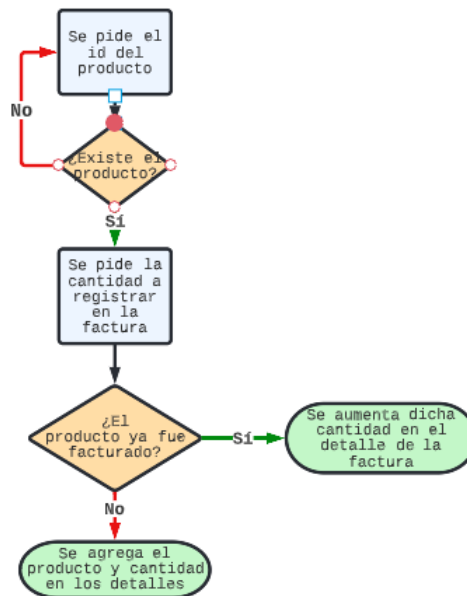 Se pide el
id del
producto
No
¿Existe el
producto?
Sí
Se pide la
cantidad a
registrar
en la
factura
¿El
producto ya fue
facturado?
Sí
Se aumenta dicha
cantidad en el
detalle de la
factura
No
Se agrega el
producto y cantidad
en los detalles